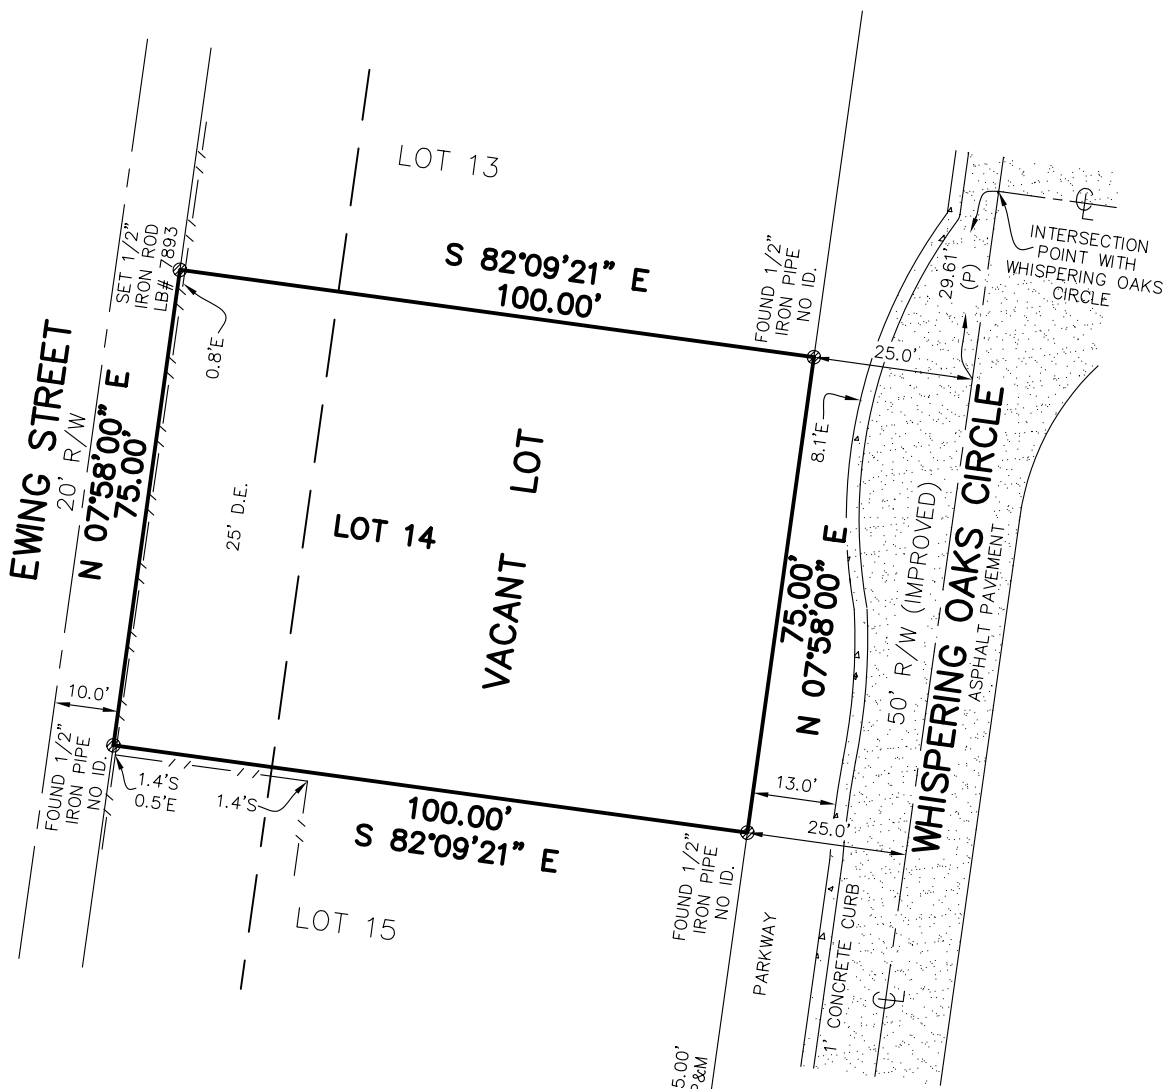 LOT 13
SET 1/2"
IRON ROD
LB# 7893
S 82°09'21" E
100.00'
FOUND 1/2"
IRON PIPE
NO ID.
29.61'
(P)
INTERSECTION
POINT WITH
WHISPERING OAKS
CIRCLE
0.8'E
25.0'
EWING STREET
20' R/W
N 07°58'00" E
75.00'
8.1'E
25' D.E.
LOT 14
VACANT LOT
75.00'
N 07°58'00" E
50' R/W (IMPROVED)
WHISPERING OAKS CIRCLE
ASPHALT PAVEMENT
10.0'
FOUND 1/2"
IRON PIPE
NO ID.
1.4'S
0.5'E
1.4'S
100.00'
S 82°09'21" E
13.0'
25.0'
FOUND 1/2"
IRON PIPE
NO ID.
LOT 15
PARKWAY
1' CONCRETE CURB
5.00'
P&M